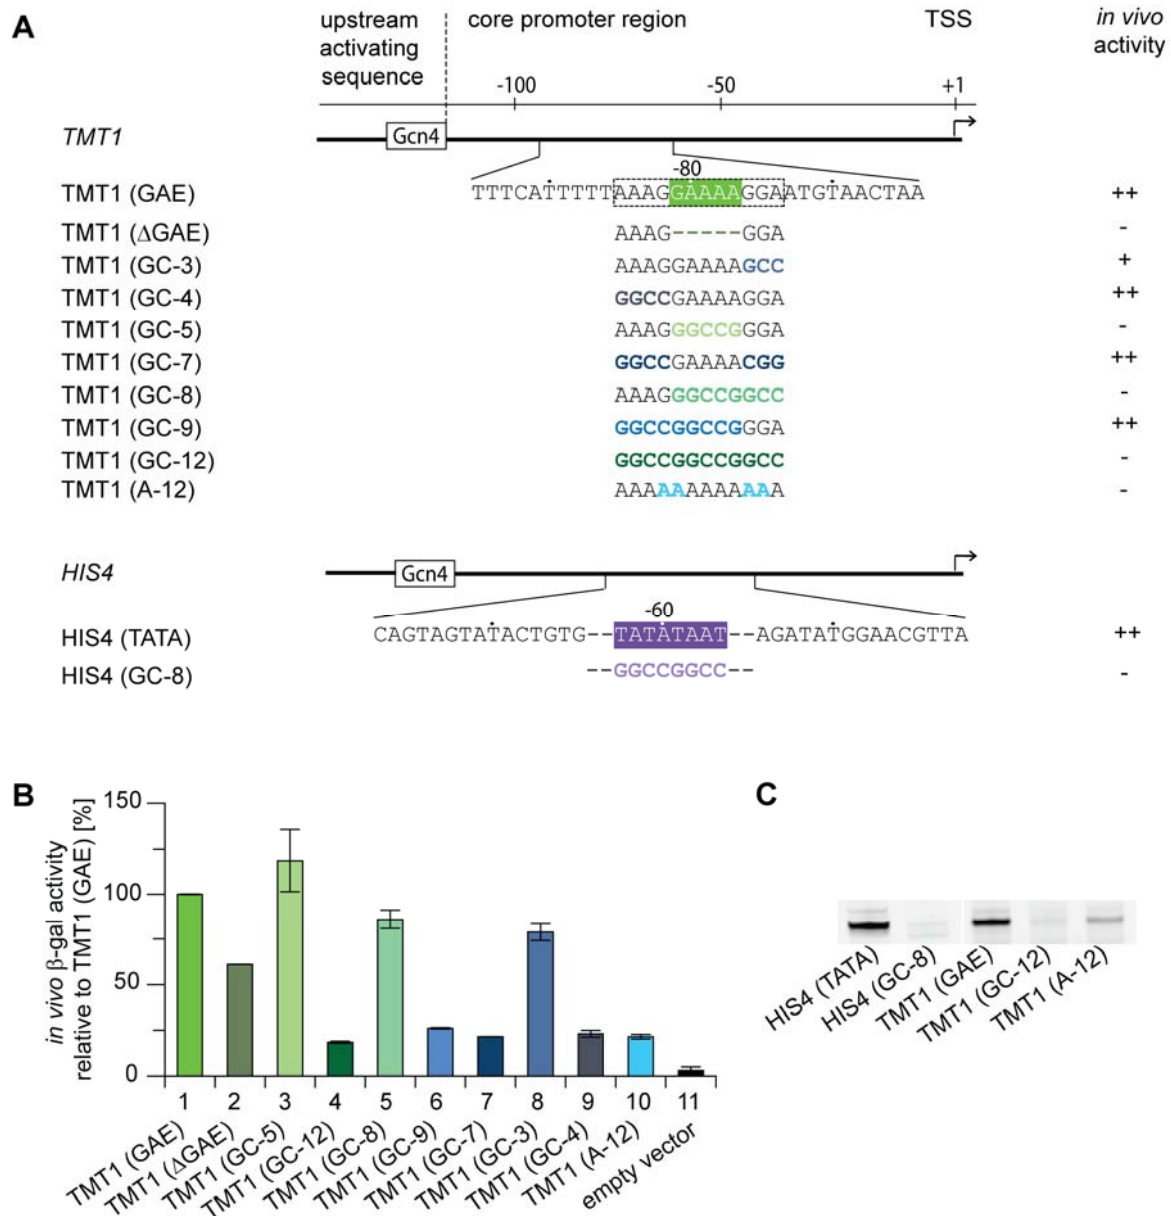 A
upstream
activating
sequence
core promoter region
TSS
in vivo
activity
-100
-50
+1
TMT1
Gcn4
-80
TMT1 (GAE) TTTCATTTTTAAAGGAAAAGGAATGTAACTAA ++
TMT1 (ΔGAE) AAAG-----GGA -
TMT1 (GC-3) AAAGGAAAAGCC +
TMT1 (GC-4) GGCCGAAAAGGA ++
TMT1 (GC-5) AAAGGGCCGGGA -
TMT1 (GC-7) GGCCGAAAACGG ++
TMT1 (GC-8) AAAGGGCCGGCC -
TMT1 (GC-9) GGCCGGCCGGGA ++
TMT1 (GC-12) GGCCGGCCGGCC -
TMT1 (A-12) AAAAAAAAAAAA -
HIS4
Gcn4
-60
HIS4 (TATA) CAGTAGTATACTGTG--TATATAAT--AGATATGGAACGTTA ++
HIS4 (GC-8) --GGCCGGCC-- -
B
in vivo β-gal activity
relative to TMT1 (GAE) [%]
150
100
50
0
1 2 3 4 5 6 7 8 9 10 11
TMT1 (GAE)
TMT1 (ΔGAE)
TMT1 (GC-5)
TMT1 (GC-12)
TMT1 (GC-8)
TMT1 (GC-9)
TMT1 (GC-7)
TMT1 (GC-3)
TMT1 (GC-4)
TMT1 (A-12)
empty vector
C
HIS4 (TATA)
HIS4 (GC-8)
TMT1 (GAE)
TMT1 (GC-12)
TMT1 (A-12)